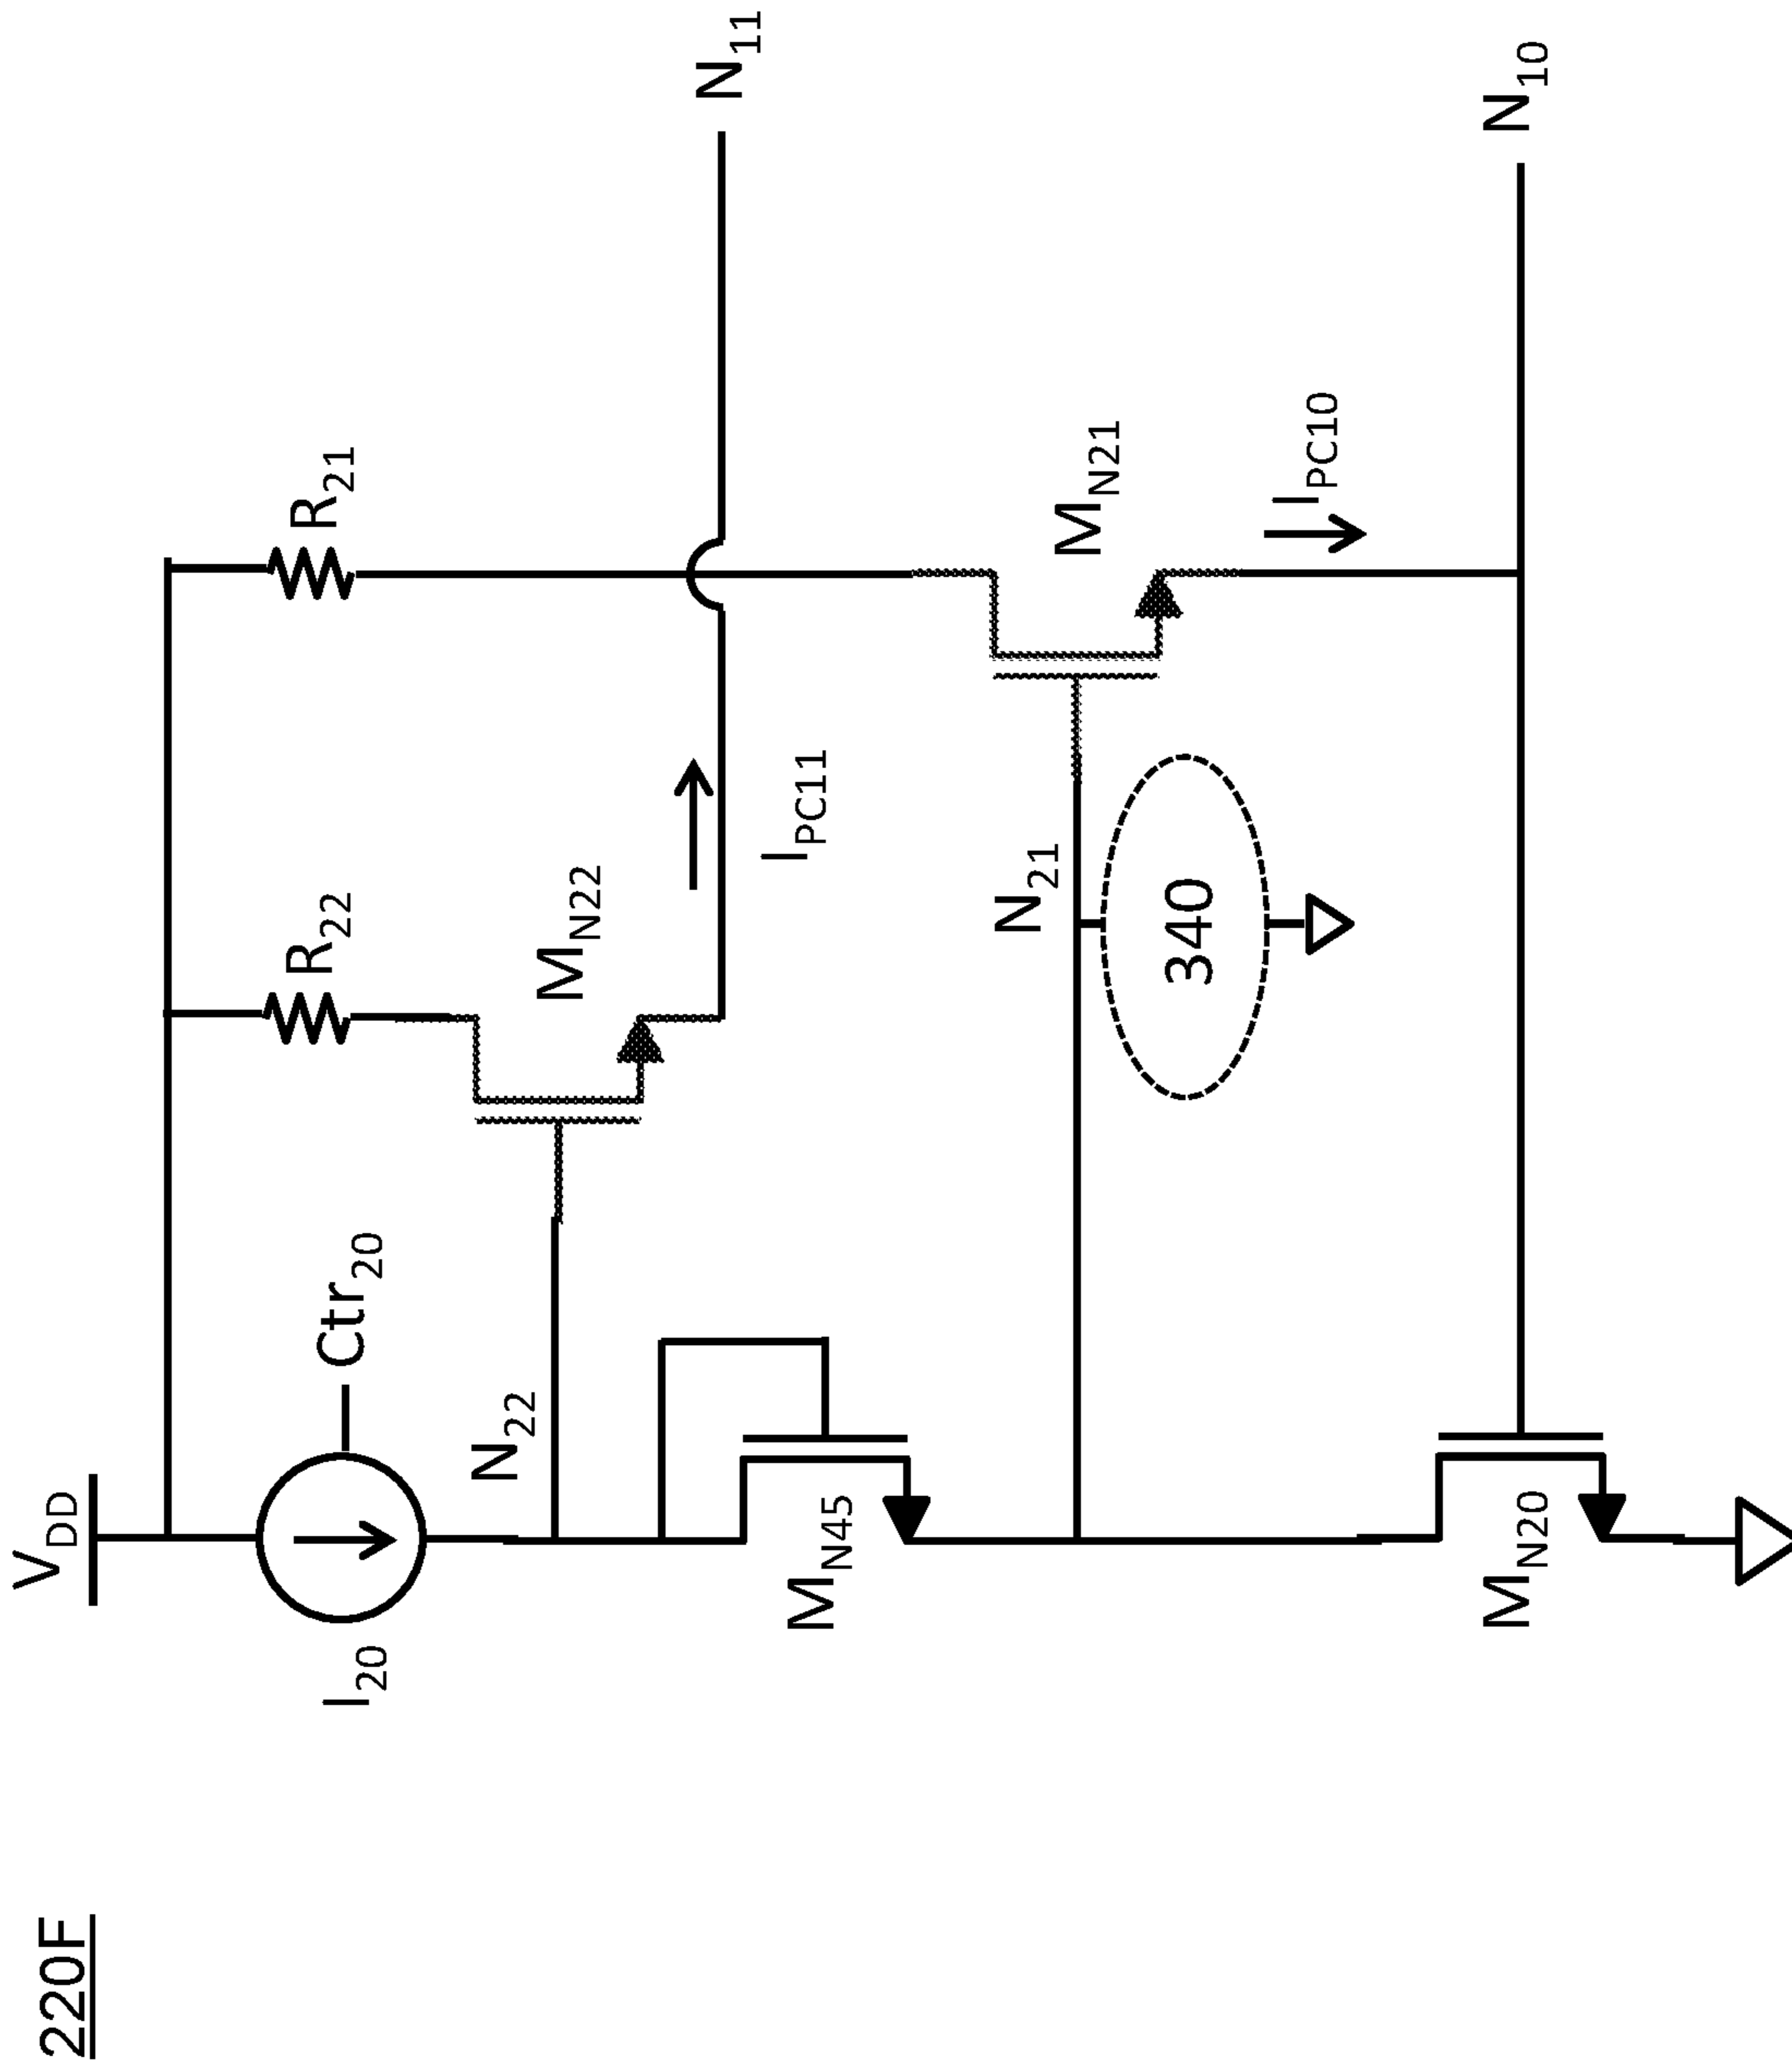 220F
V_DD
I_20
Ctr_20
R_22
R_21
N_22
M_N22
N_11
I_PC11
M_N45
N_21
M_N21
340
I_PC10
M_N20
N_10